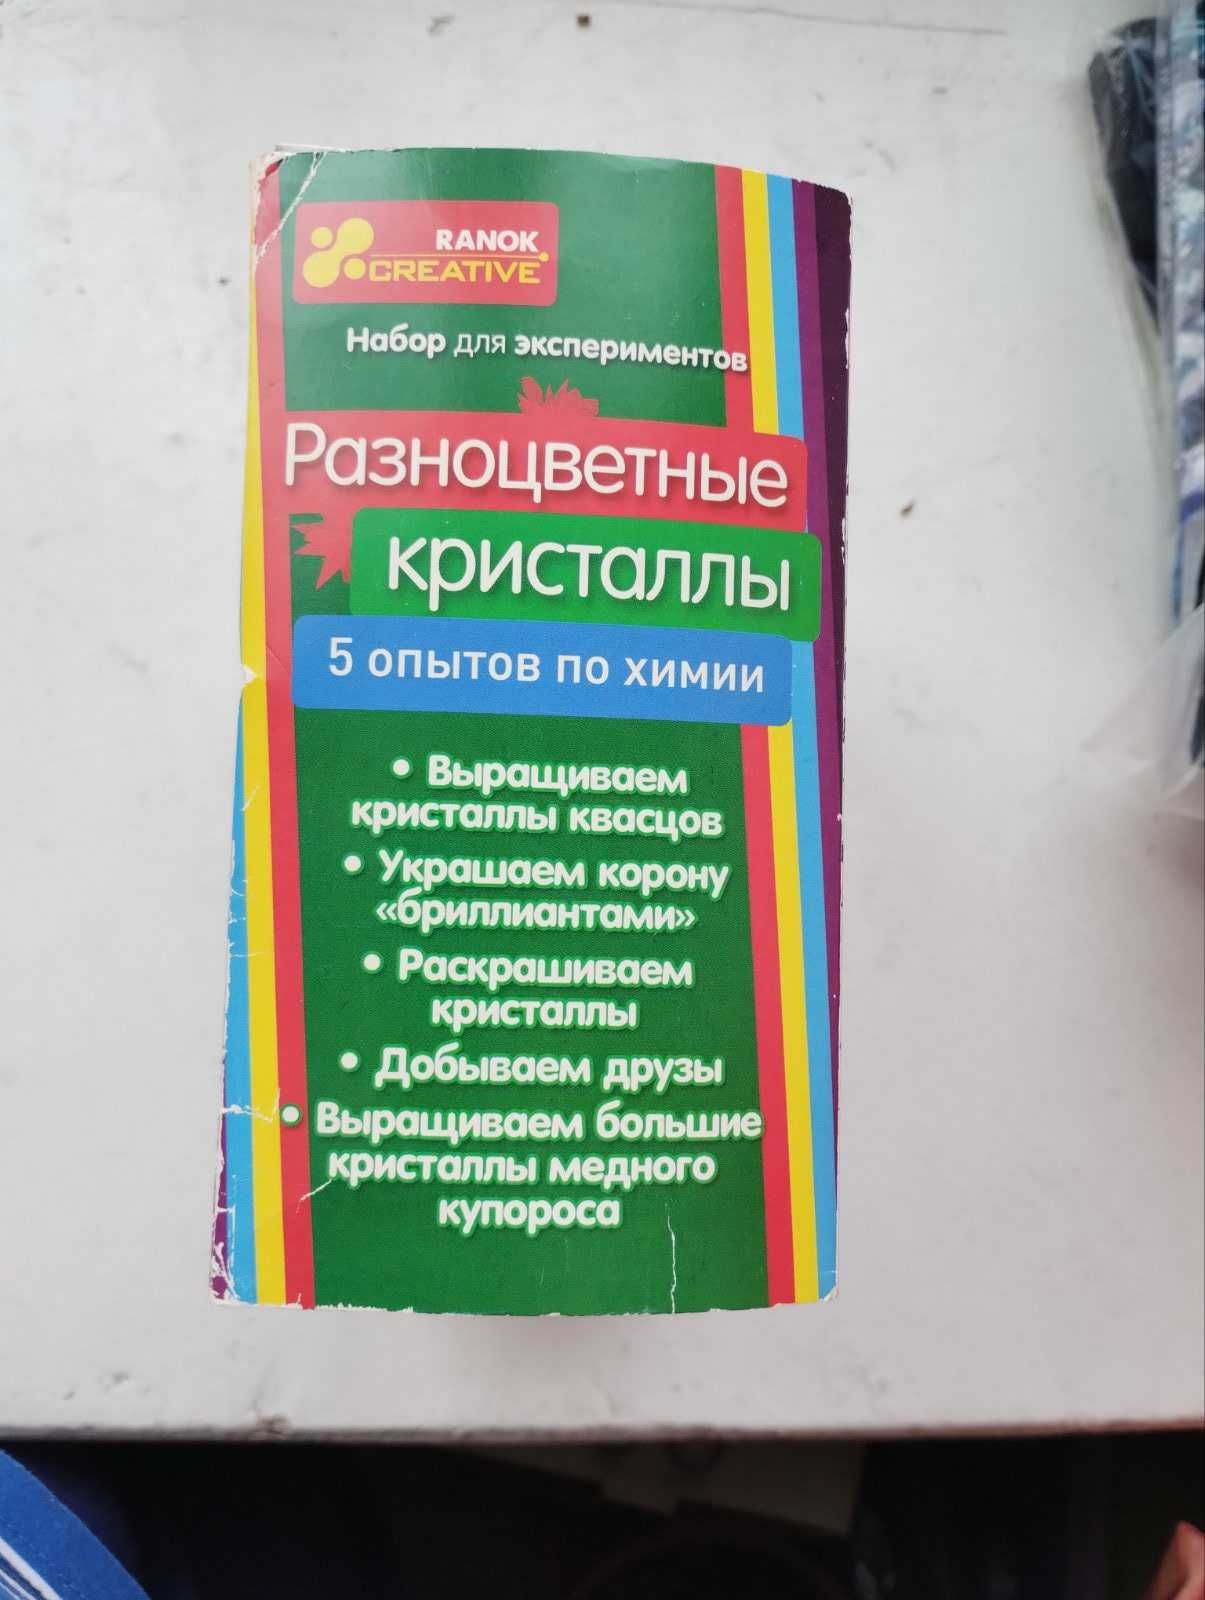 RANOK
CREATIVE
Набор для экспериментов
Разноцветные
кристаллы
5 опытов по химии
• Выращиваем
кристаллы квасцов
• Украшаем корону
«бриллиантами»
• Раскрашиваем
кристаллы
• Добываем друзы
• Выращиваем большие
кристаллы медного
купороса